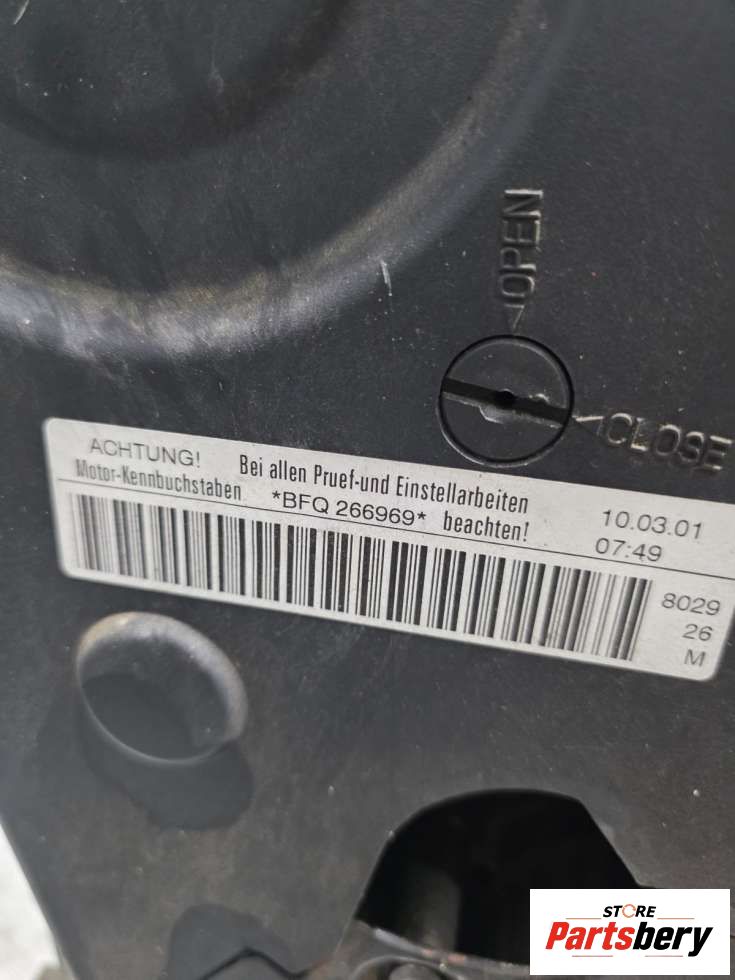 OPEN
CLOSE
ACHTUNG! Bei allen Pruef-und Einstellarbeiten 10.03.01
Motor-Kennbuchstaben *BFQ 266969* beachten! 07:49
8029
26
M
STORE
Partsbery